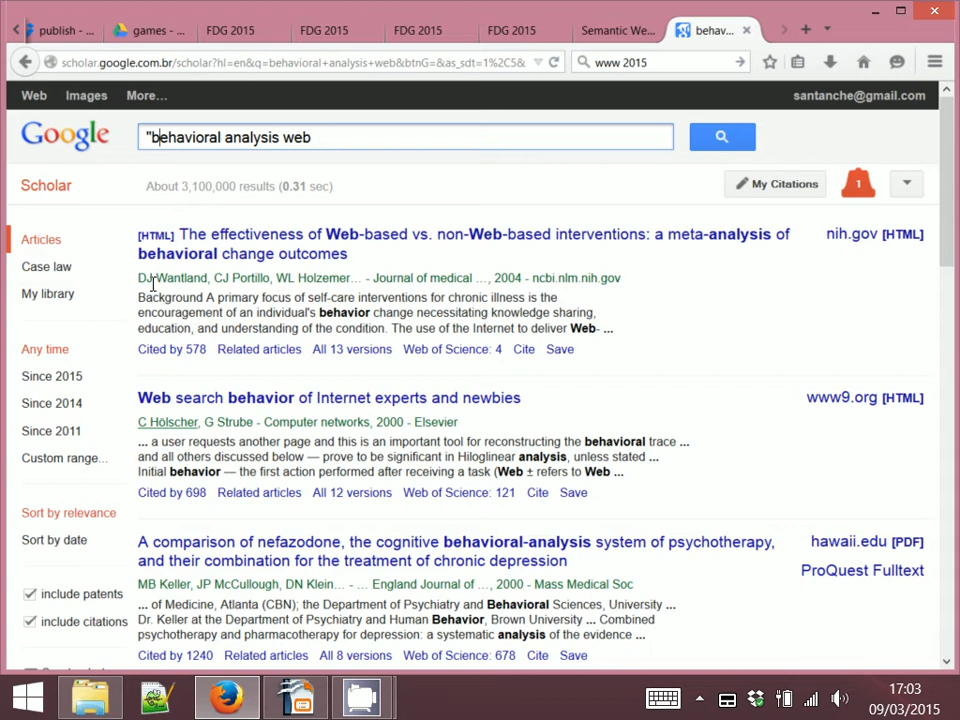 publish - ... games - ... FDG 2015 FDG 2015 FDG 2015 FDG 2015 Semantic We... behav...
scholar.google.com.br/scholar?hl=en&q=behavioral+analysis+web&btnG=&as_sdt=1%2C5& www 2015
Web Images More... santanche@gmail.com
Google "behavioral analysis web
Scholar About 3,100,000 results (0.31 sec) My Citations 1
Articles
Case law
My library
Any time
Since 2015
Since 2014
Since 2011
Custom range...
Sort by relevance
Sort by date
include patents
include citations
[HTML] The effectiveness of Web-based vs. non-Web-based interventions: a meta-analysis of
behavioral change outcomes
DJ Wantland, CJ Portillo, WL Holzemer... - Journal of medical ..., 2004 - ncbi.nlm.nih.gov
Background A primary focus of self-care interventions for chronic illness is the
encouragement of an individual's behavior change necessitating knowledge sharing,
education, and understanding of the condition. The use of the Internet to deliver Web- ...
Cited by 578 Related articles All 13 versions Web of Science: 4 Cite Save
nih.gov [HTML]
Web search behavior of Internet experts and newbies
C Hölscher, G Strube - Computer networks, 2000 - Elsevier
... a user requests another page and this is an important tool for reconstructing the behavioral trace ...
and all others discussed below — prove to be significant in Hiloglinear analysis, unless stated ...
Initial behavior — the first action performed after receiving a task (Web ± refers to Web ...
Cited by 698 Related articles All 12 versions Web of Science: 121 Cite Save
www9.org [HTML]
A comparison of nefazodone, the cognitive behavioral-analysis system of psychotherapy,
and their combination for the treatment of chronic depression
MB Keller, JP McCullough, DN Klein... - ... England Journal of ..., 2000 - Mass Medical Soc
... of Medicine, Atlanta (CBN); the Department of Psychiatry and Behavioral Sciences, University ...
Dr. Keller at the Department of Psychiatry and Human Behavior, Brown University ... Combined
psychotherapy and pharmacotherapy for depression: a systematic analysis of the evidence ...
Cited by 1240 Related articles All 8 versions Web of Science: 678 Cite Save
hawaii.edu [PDF]
ProQuest Fulltext
17:03
09/03/2015